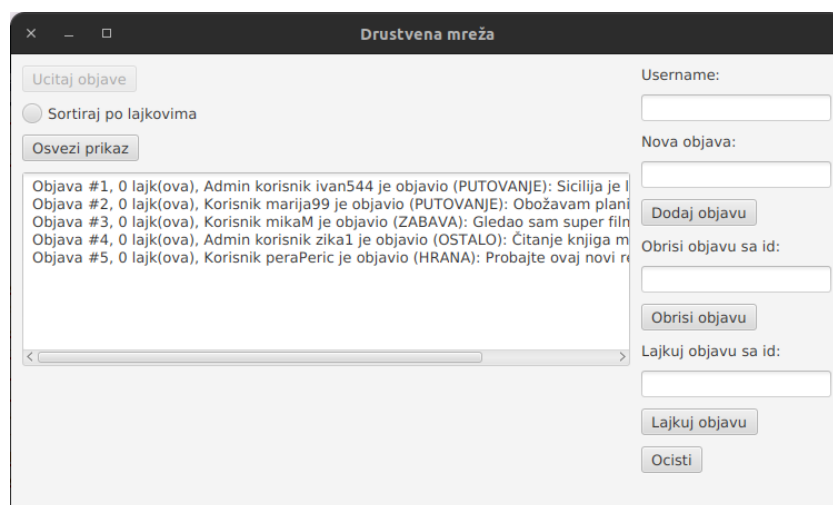 Drustvena mreža
Ucitaj objave
Sortiraj po lajkovima
Osvezi prikaz
Objava #1, 0 lajk(ova), Admin korisnik ivan544 je objavio (PUTOVANJE): Sicilija je
Objava #2, 0 lajk(ova), Korisnik marija99 je objavio (PUTOVANJE): Obožavam
Objava #3, 0 lajk(ova), Korisnik mikaM je objavio (ZABAVA): Gledao sam super
Objava #4, 0 lajk(ova), Admin korisnik zika1 je objavio (OSTALO): Čitanje knjiga
Objava #5, 0 lajk(ova), Korisnik peraPeric je objavio (HRANA): Probajte ovaj novi
Username:
Nova objava:
Dodaj objavu
Obrisi objavu sa id:
Obrisi objavu
Lajkuj objavu sa id:
Lajkuj objavu
Ocisti